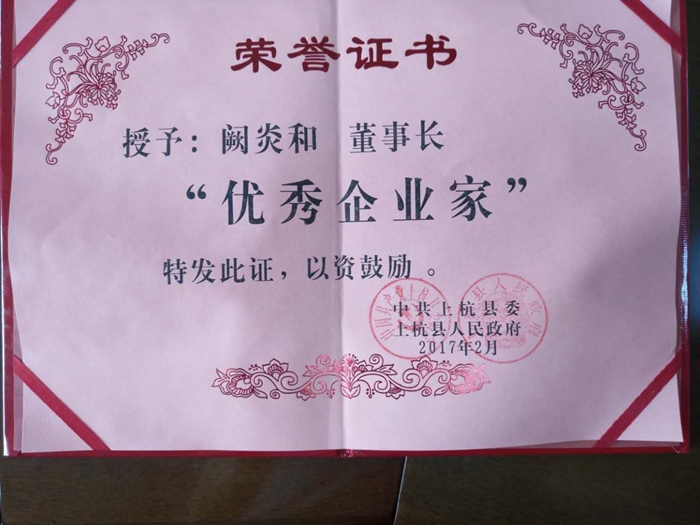 荣誉证书
授予：阙炎和 董事长
“优秀企业家”
特发此证，以资鼓励。
中共上杭县委
上杭县人民政府
2017年2月